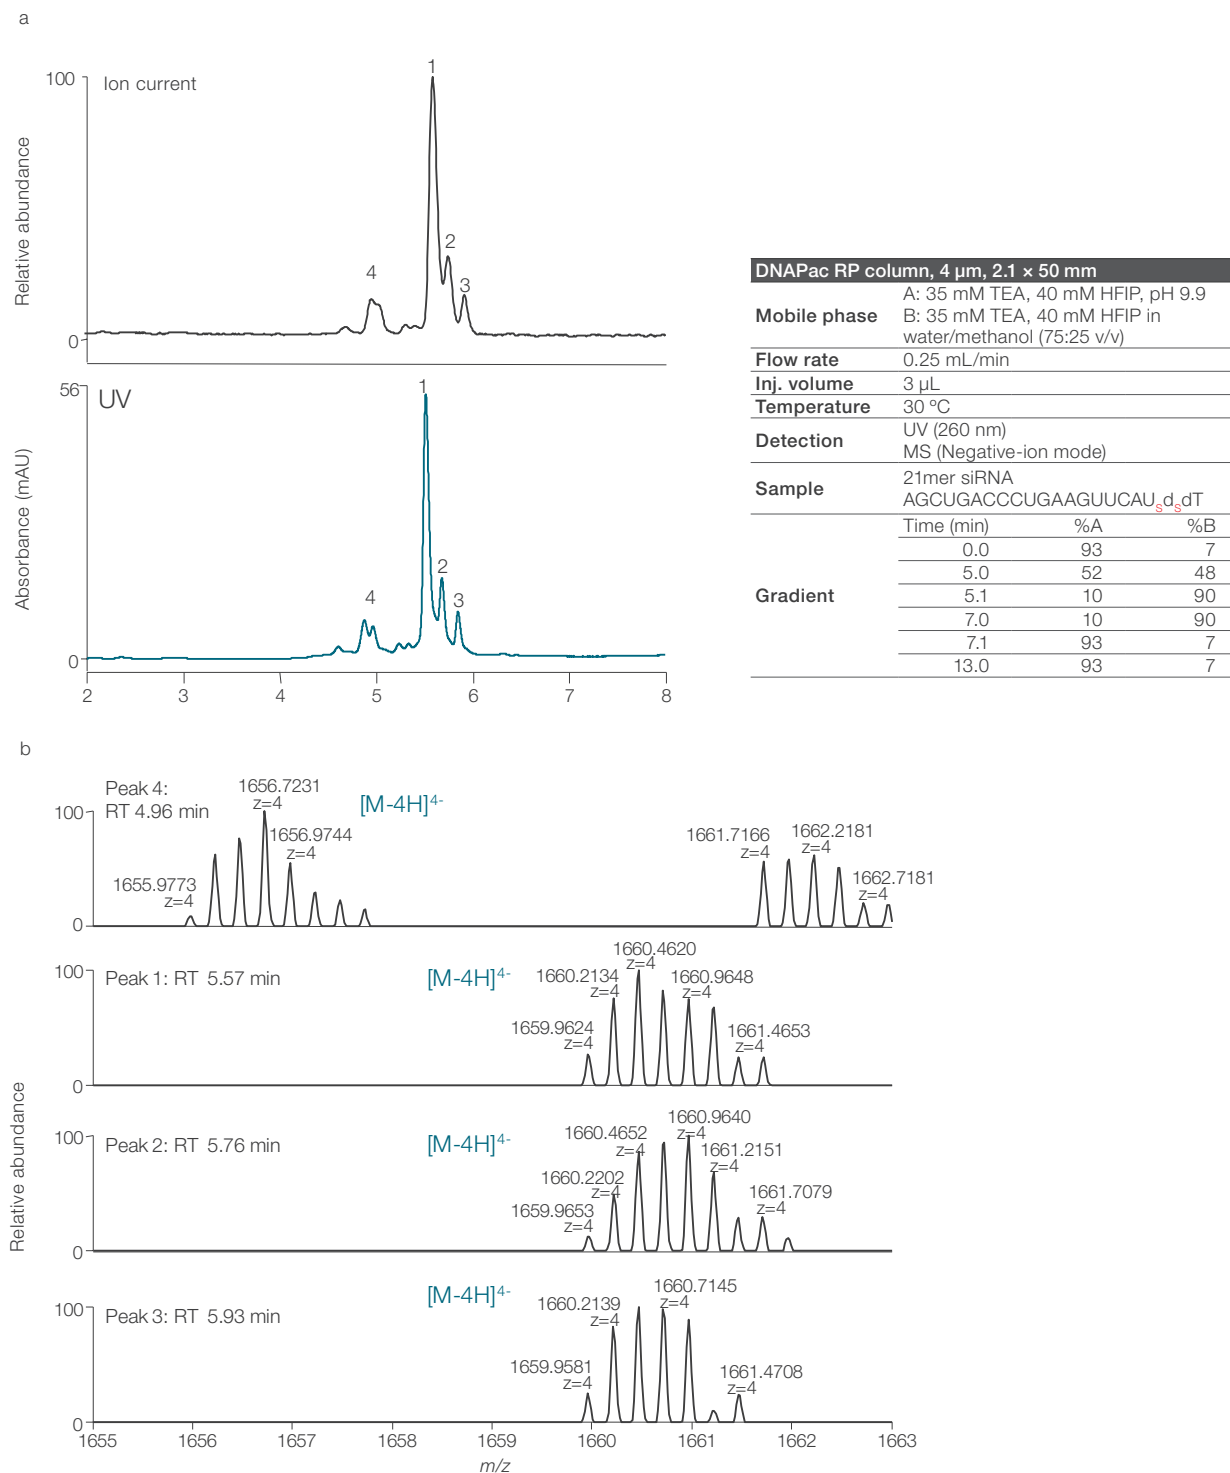 a
100
Ion current
Relative abundance
0
1
2
3
4
56
UV
Absorbance (mAU)
0
1
2
3
4
2 3 4 5 6 7 8
DNAPac RP column, 4 µm, 2.1 × 50 mm
Mobile phase
A: 35 mM TEA, 40 mM HFIP, pH 9.9
B: 35 mM TEA, 40 mM HFIP in
water/methanol (75:25 v/v)
Flow rate 0.25 mL/min
Inj. volume 3 µL
Temperature 30 ºC
Detection
UV (260 nm)
MS (Negative-ion mode)
Sample
21mer siRNA
AGCUGACCCUGAAGUUCAUsdsdT
Gradient
Time (min) %A %B
0.0 93 7
5.0 52 48
5.1 10 90
7.0 10 90
7.1 93 7
13.0 93 7
b
Relative abundance
Peak 4:
RT 4.96 min
[M-4H]4-
100
0
1655.9773
z=4
1656.7231
z=4
1656.9744
z=4
1661.7166
z=4
1662.2181
z=4
1662.7181
z=4
Peak 1: RT 5.57 min
[M-4H]4-
100
0
1659.9624
z=4
1660.2134
z=4
1660.4620
z=4
1660.9648
z=4
1661.4653
z=4
Peak 2: RT 5.76 min
[M-4H]4-
100
0
1659.9653
z=4
1660.2202
z=4
1660.4652
z=4
1660.9640
z=4
1661.2151
z=4
1661.7079
z=4
Peak 3: RT 5.93 min
[M-4H]4-
100
0
1659.9581
z=4
1660.2139
z=4
1660.7145
z=4
1661.4708
z=4
1655 1656 1657 1658 1659 1660 1661 1662 1663
m/z